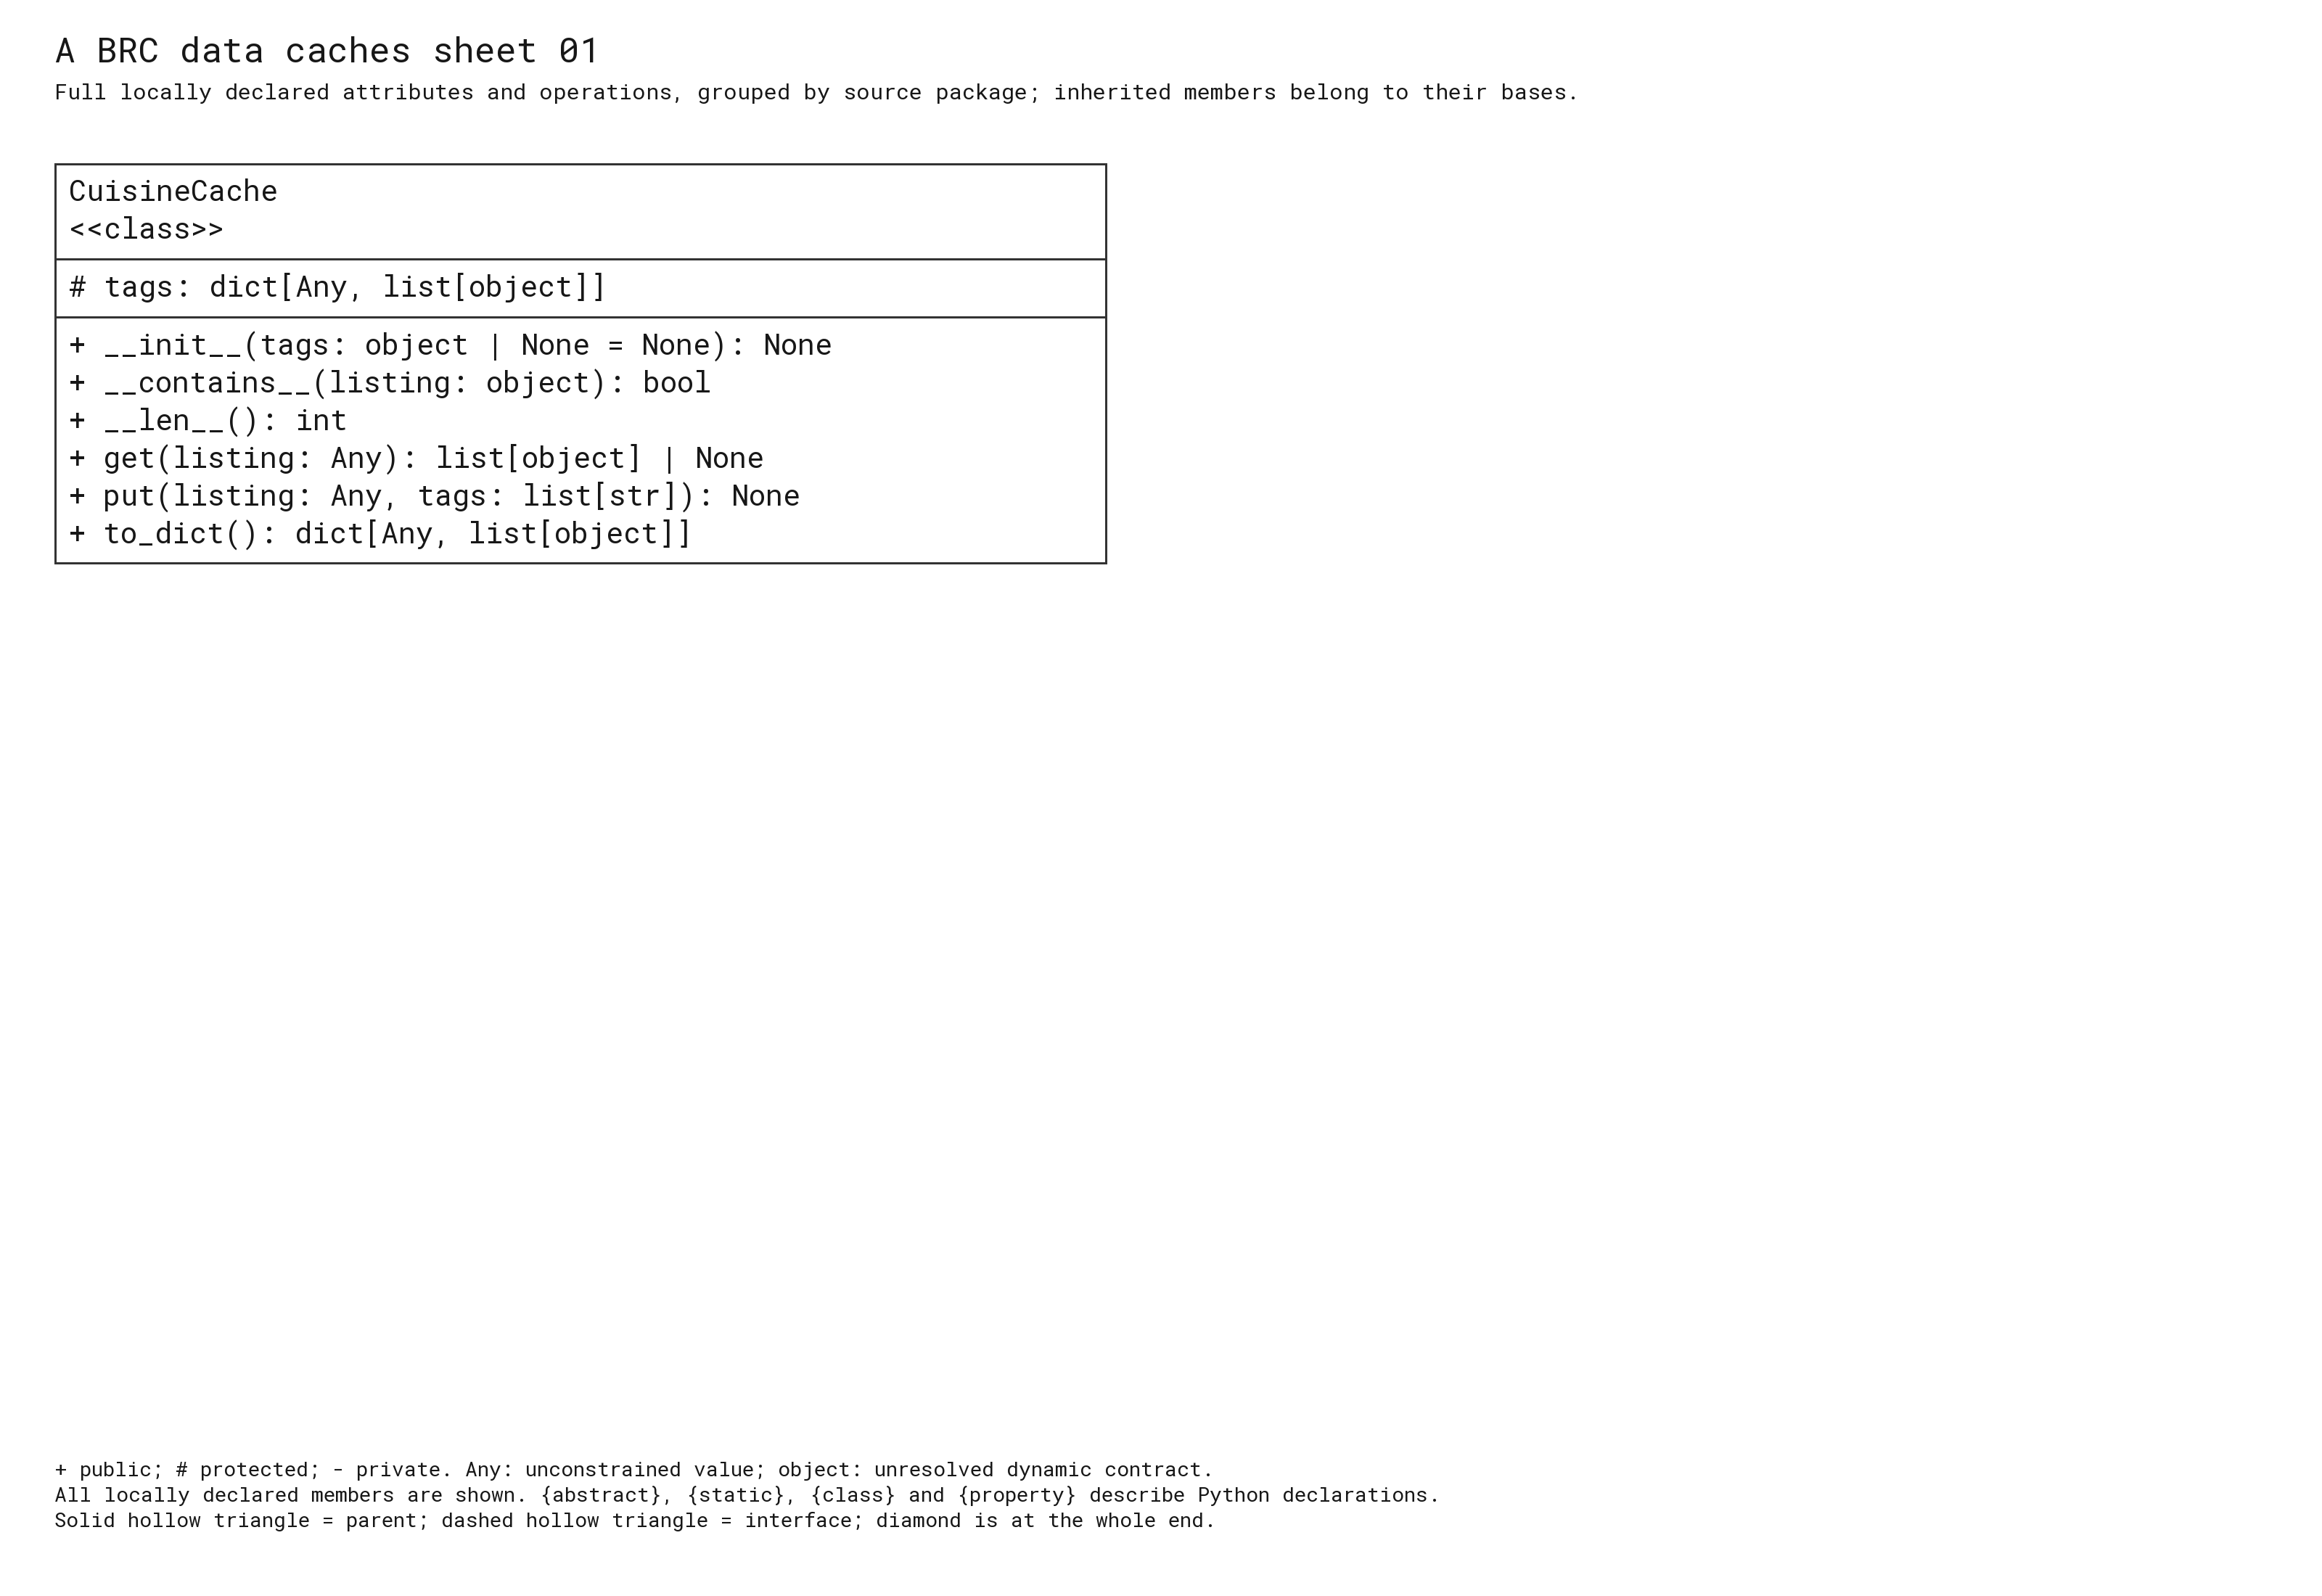 A BRC data caches sheet 01
Full locally declared attributes and operations, grouped by source package; inherited members belong to their bases.
CuisineCache
<<class>>
# tags: dict[Any, list[object]]
+ __init__(tags: object | None = None): None
+ __contains__(listing: object): bool
+ __len__(): int
+ get(listing: Any): list[object] | None
+ put(listing: Any, tags: list[str]): None
+ to_dict(): dict[Any, list[object]]
+ public; # protected; - private. Any: unconstrained value; object: unresolved dynamic contract.
All locally declared members are shown. {abstract}, {static}, {class} and {property} describe Python declarations.
Solid hollow triangle = parent; dashed hollow triangle = interface; diamond is at the whole end.